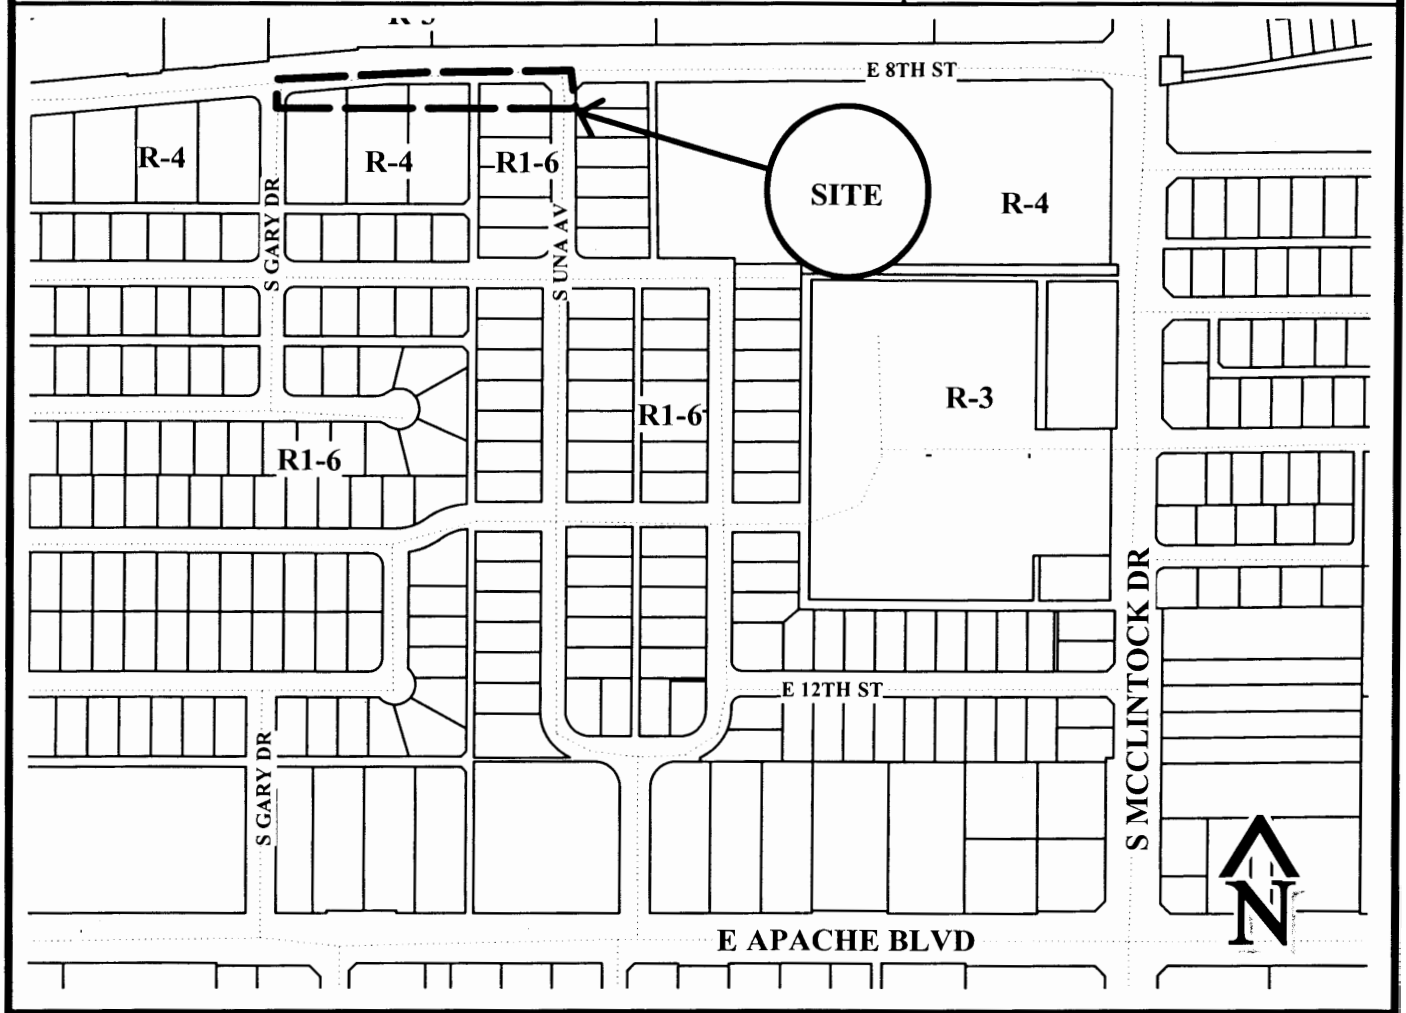 E 8TH ST
R-4
R-4
R1-6
SITE
R-4
S GARY DR
S UNA AV
R-3
R1-6
R1-6
S MCCLINTOCK DR
E 12TH ST
S GARY DR
N
E APACHE BLVD